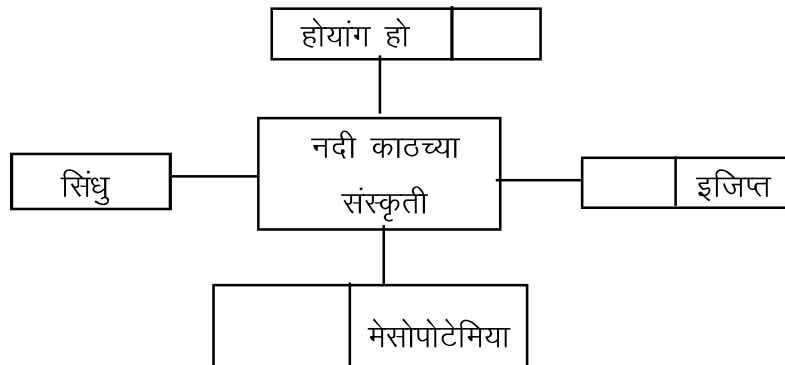 होयांग हो
नदी काठच्या
संस्कृती
सिंधु
इजिप्त
मेसोपोटेमिया